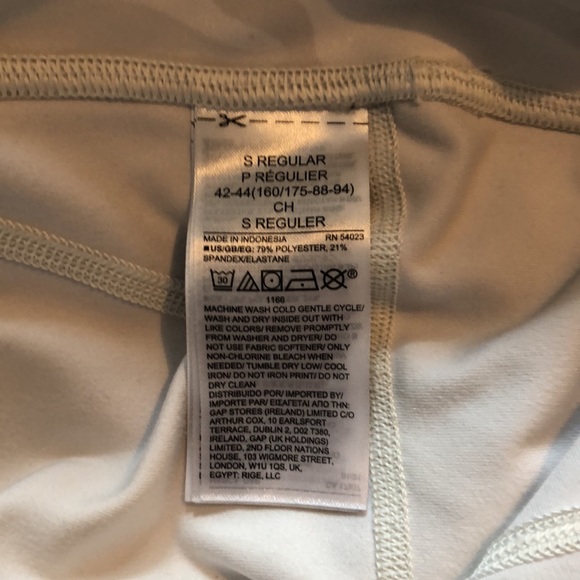 S REGULAR
P RÉGULIER
42-44(160/175-88-94)
CH
S REGULER
MADE IN INDONESIA RN 54023
■US/GB/EG: 79% POLYESTER, 21%
SPANDEX/ELASTANE
30
1166
MACHINE WASH COLD GENTLE CYCLE/
WASH AND DRY INSIDE OUT WITH
LIKE COLORS/ REMOVE PROMPTLY
FROM WASHER AND DRYER/ DO
NOT USE FABRIC SOFTENER/ ONLY
NON-CHLORINE BLEACH WHEN
NEEDED/ TUMBLE DRY LOW/ COOL
IRON/ DO NOT IRON PRINT/ DO NOT
DRY CLEAN
DISTRIBUIDO POR/IMPORTED BY/
IMPORTE PAR/ ΕΙΣΑΓΕΤΑΙ ΑΠΟ ΤΗΝ:
GAP STORES (IRELAND) LIMITED C/O
ARTHUR COX, 10 EARLSFORT
TERRACE, DUBLIN 2, D02 T380,
IRELAND, GAP (UK HOLDINGS)
LIMITED, 2ND FLOOR NATIONS
HOUSE, 103 WIGMORE STREET,
LONDON, W1U 1QS, UK,
EGYPT: RIGE, LLC